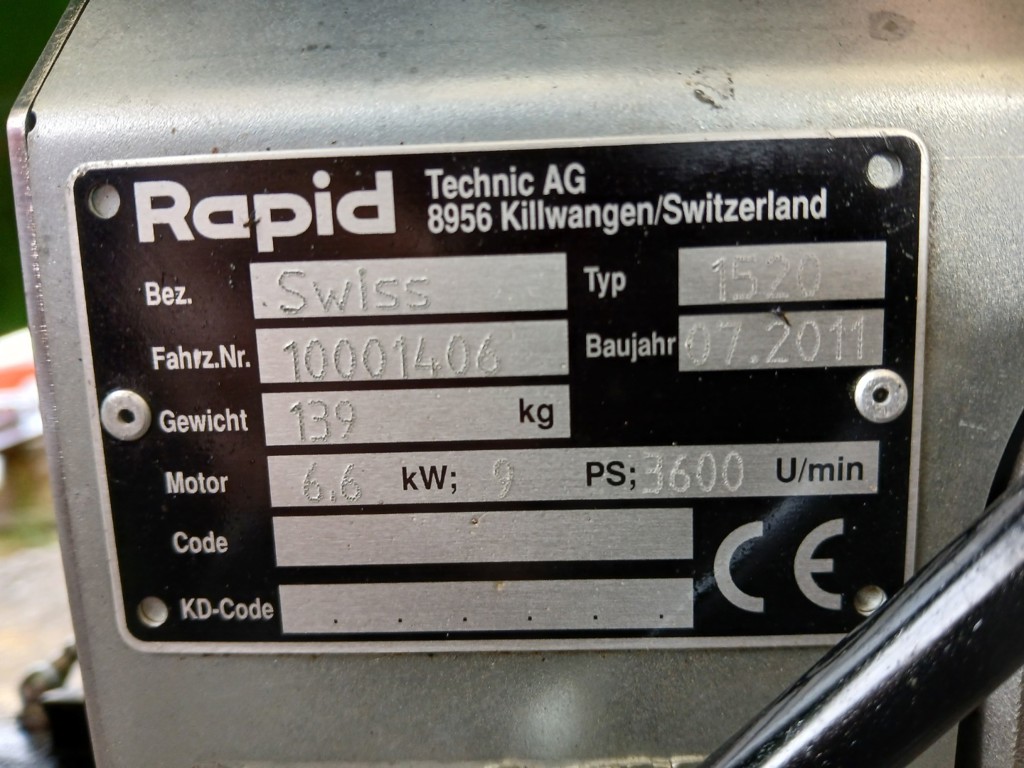 Rapid Technic AG
8956 Killwangen/Switzerland
Bez. Swiss Typ 1520
Fahrz.Nr. 10001406 Baujahr 07.2011
Gewicht 139 kg
Motor 6.6 kW; 9 PS; 3600 U/min
Code
KD-Code . . . . . .
CE